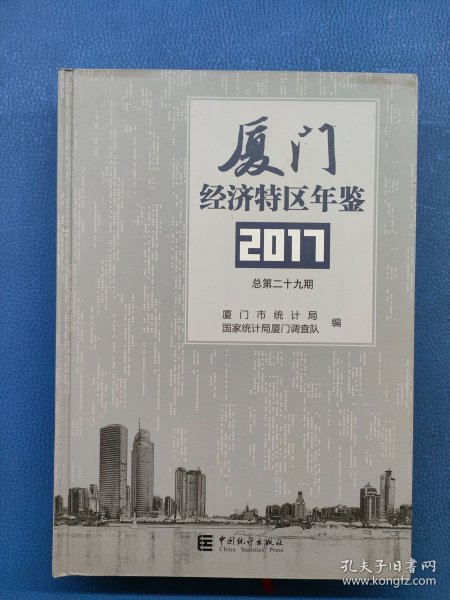 厦门
经济特区年鉴
2017
总第二十九期
厦门市统计局
国家统计局厦门调查队
编
中国统计出版社
China Statistics Press
孔夫子旧书网
www.kongfz.com